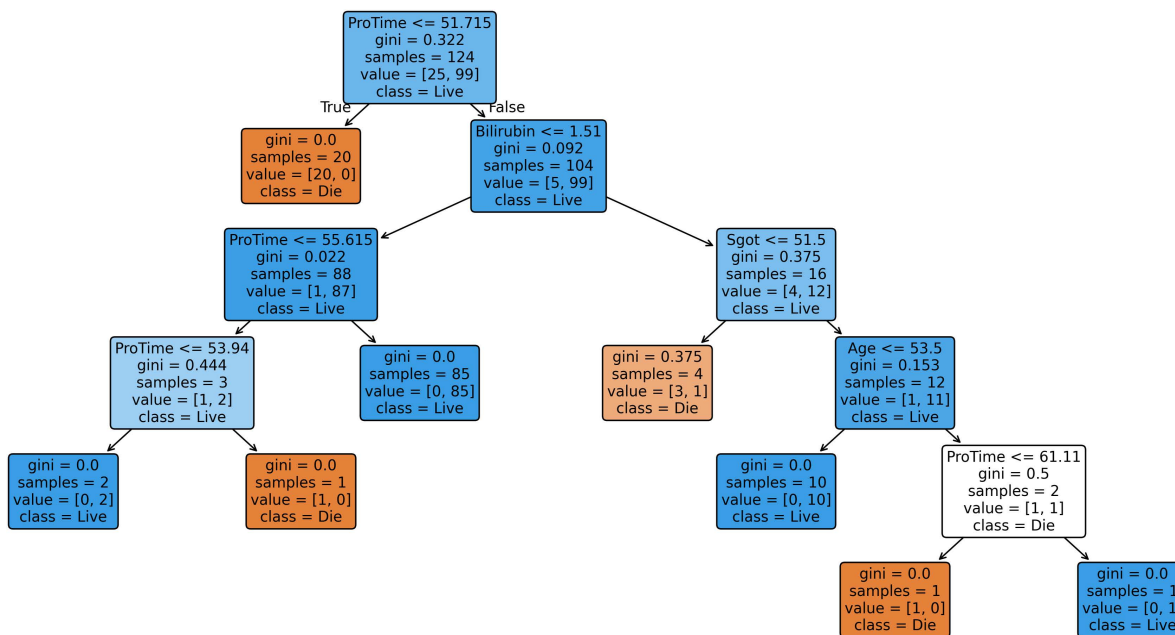 ProTime <= 51.715
gini = 0.322
samples = 124
value = [25, 99]
class = Live
True
False
gini = 0.0
samples = 20
value = [20, 0]
class = Die
Bilirubin <= 1.51
gini = 0.092
samples = 104
value = [5, 99]
class = Live
ProTime <= 55.615
gini = 0.022
samples = 88
value = [1, 87]
class = Live
Sgot <= 51.5
gini = 0.375
samples = 16
value = [4, 12]
class = Live
ProTime <= 53.94
gini = 0.444
samples = 3
value = [1, 2]
class = Live
gini = 0.0
samples = 85
value = [0, 85]
class = Live
gini = 0.375
samples = 4
value = [3, 1]
class = Die
Age <= 53.5
gini = 0.153
samples = 12
value = [1, 11]
class = Live
gini = 0.0
samples = 2
value = [0, 2]
class = Live
gini = 0.0
samples = 1
value = [1, 0]
class = Die
gini = 0.0
samples = 10
value = [0, 10]
class = Live
ProTime <= 61.11
gini = 0.5
samples = 2
value = [1, 1]
class = Die
gini = 0.0
samples = 1
value = [1, 0]
class = Die
gini = 0.0
samples = 1
value = [0, 1
class = Live